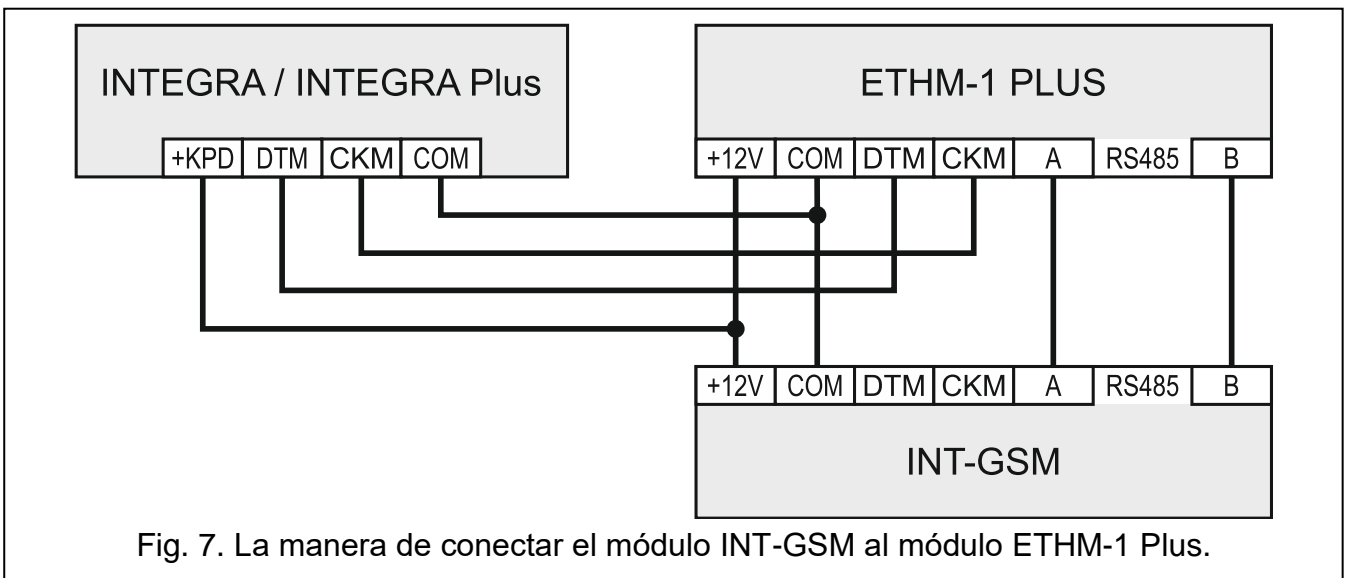 INTEGRA / INTEGRA Plus
ETHM-1 PLUS
+KPD DTM CKM COM
+12V COM DTM CKM A RS485 B
+12V COM DTM CKM A RS485 B
INT-GSM
Fig. 7. La manera de conectar el módulo INT-GSM al módulo ETHM-1 Plus.